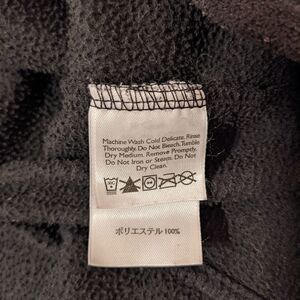 Machine Wash Cold Delicate. Rinse
Thoroughly. Do Not Bleach. Tumble
Dry Medium. Remove Promptly.
Do Not Iron or Steam. Do Not
Dry Clean.
ポリエステル 100%